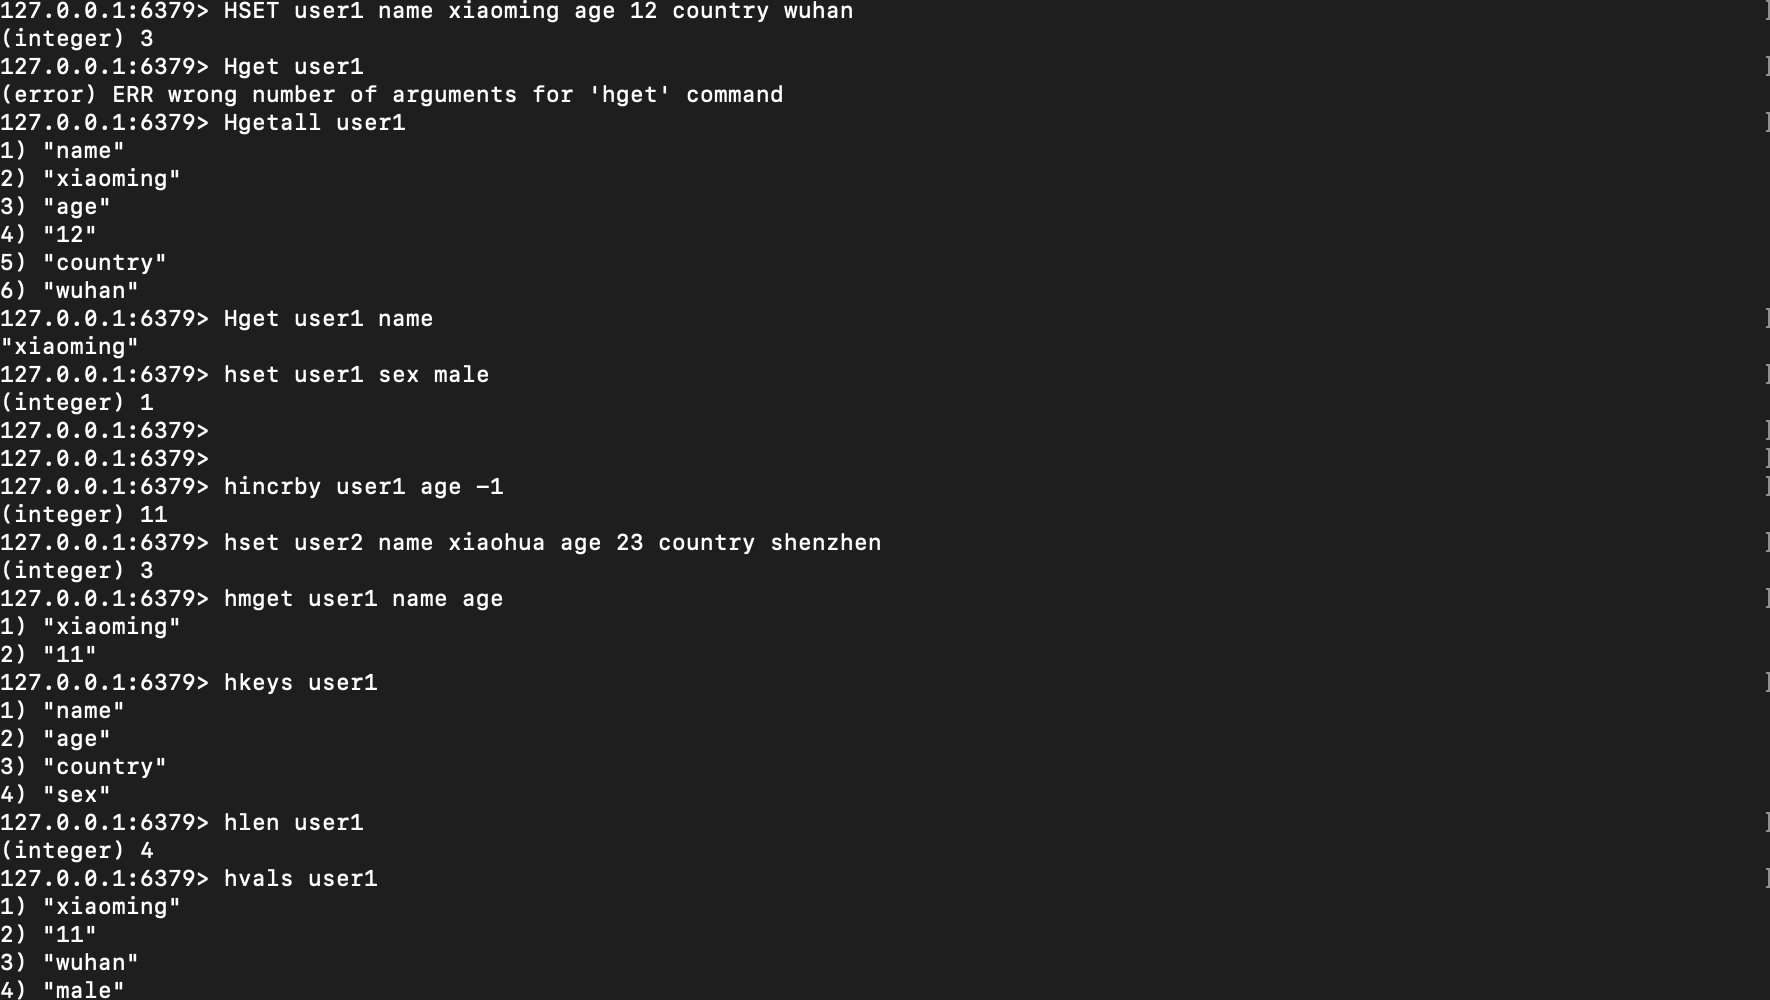 127.0.0.1:6379> HSET user1 name xiaoming age 12 country wuhan
(integer) 3
127.0.0.1:6379> Hget user1
(error) ERR wrong number of arguments for 'hget' command
127.0.0.1:6379> Hgetall user1
1) "name"
2) "xiaoming"
3) "age"
4) "12"
5) "country"
6) "wuhan"
127.0.0.1:6379> Hget user1 name
"xiaoming"
127.0.0.1:6379> hset user1 sex male
(integer) 1
127.0.0.1:6379>
127.0.0.1:6379>
127.0.0.1:6379> hincrby user1 age -1
(integer) 11
127.0.0.1:6379> hset user2 name xiaohua age 23 country shenzhen
(integer) 3
127.0.0.1:6379> hmget user1 name age
1) "xiaoming"
2) "11"
127.0.0.1:6379> hkeys user1
1) "name"
2) "age"
3) "country"
4) "sex"
127.0.0.1:6379> hlen user1
(integer) 4
127.0.0.1:6379> hvals user1
1) "xiaoming"
2) "11"
3) "wuhan"
4) "male"